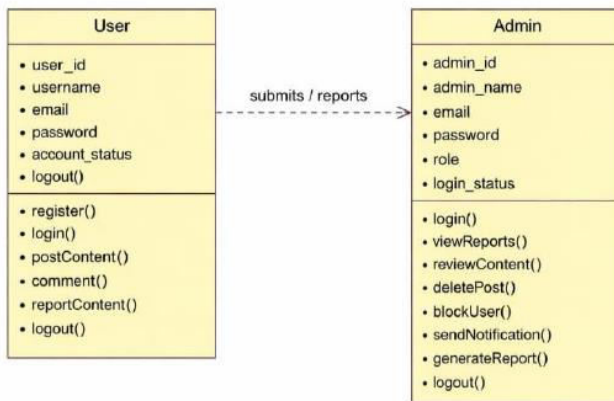 User
• user_id
• username
• email
• password
• account_status
• logout()
• register()
• login()
• postContent()
• comment()
• reportContent()
• logout()
submits / reports
Admin
• admin_id
• admin_name
• email
• password
• role
• login_status
• login()
• viewReports()
• reviewContent()
• deletePost()
• blockUser()
• sendNotification()
• generateReport()
• logout()